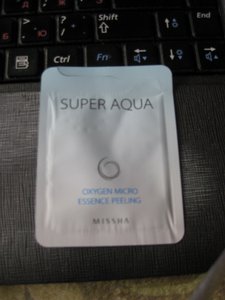 Shift
End
Ctrl
Fn
SUPER AQUA
OXYGEN MICRO
ESSENCE PEELING
MISSHA